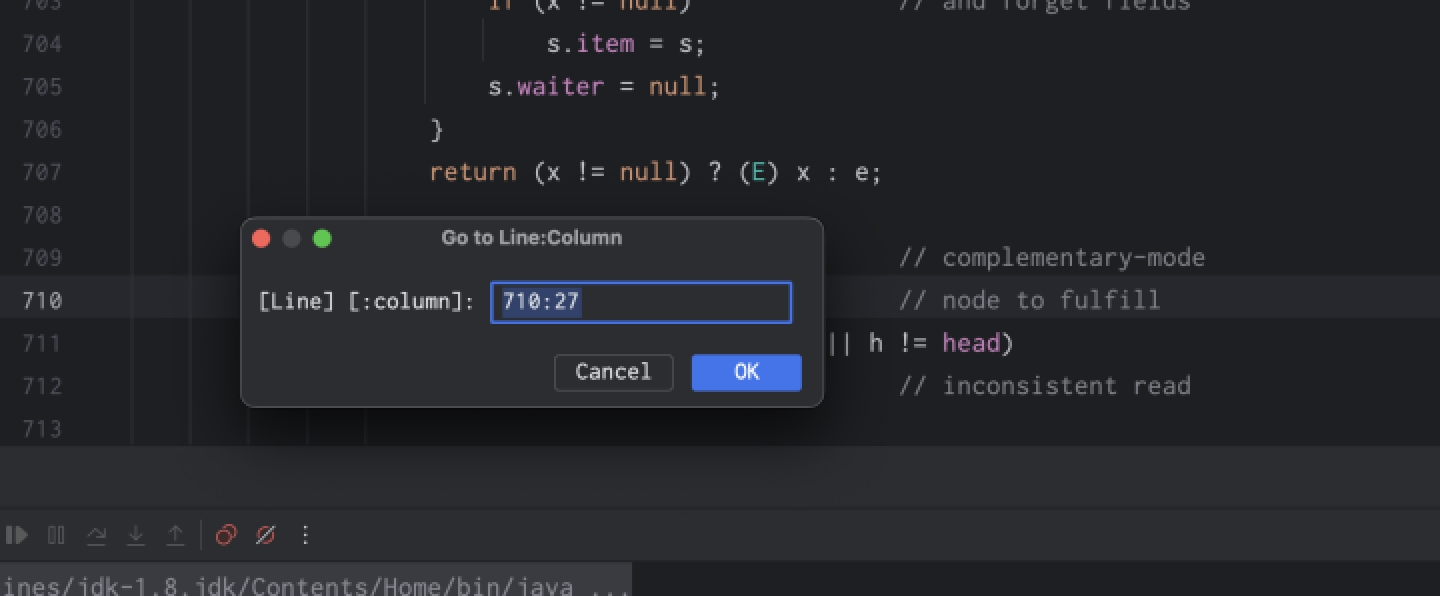 703 if (x != null) // and forget fields
704 s.item = s;
705 s.waiter = null;
706 }
707 return (x != null) ? (E) x : e;
708
Go to Line:Column
709 // complementary-mode
710 [Line] [:column]: 710:27 // node to fulfill
711 || h != head)
Cancel OK
712 // inconsistent read
713
ines/jdk-1.8.jdk/Contents/Home/bin/java ...